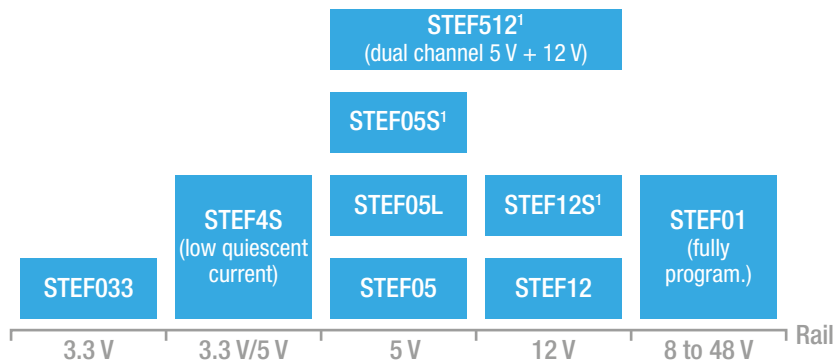 STEF512¹
(dual channel 5 V + 12 V)
STEF05S¹
STEF4S
(low quiescent
current)
STEF05L
STEF12S¹
STEF01
(fully
program.)
STEF033
STEF05
STEF12
3.3 V
3.3 V/5 V
5 V
12 V
8 to 48 V
Rail